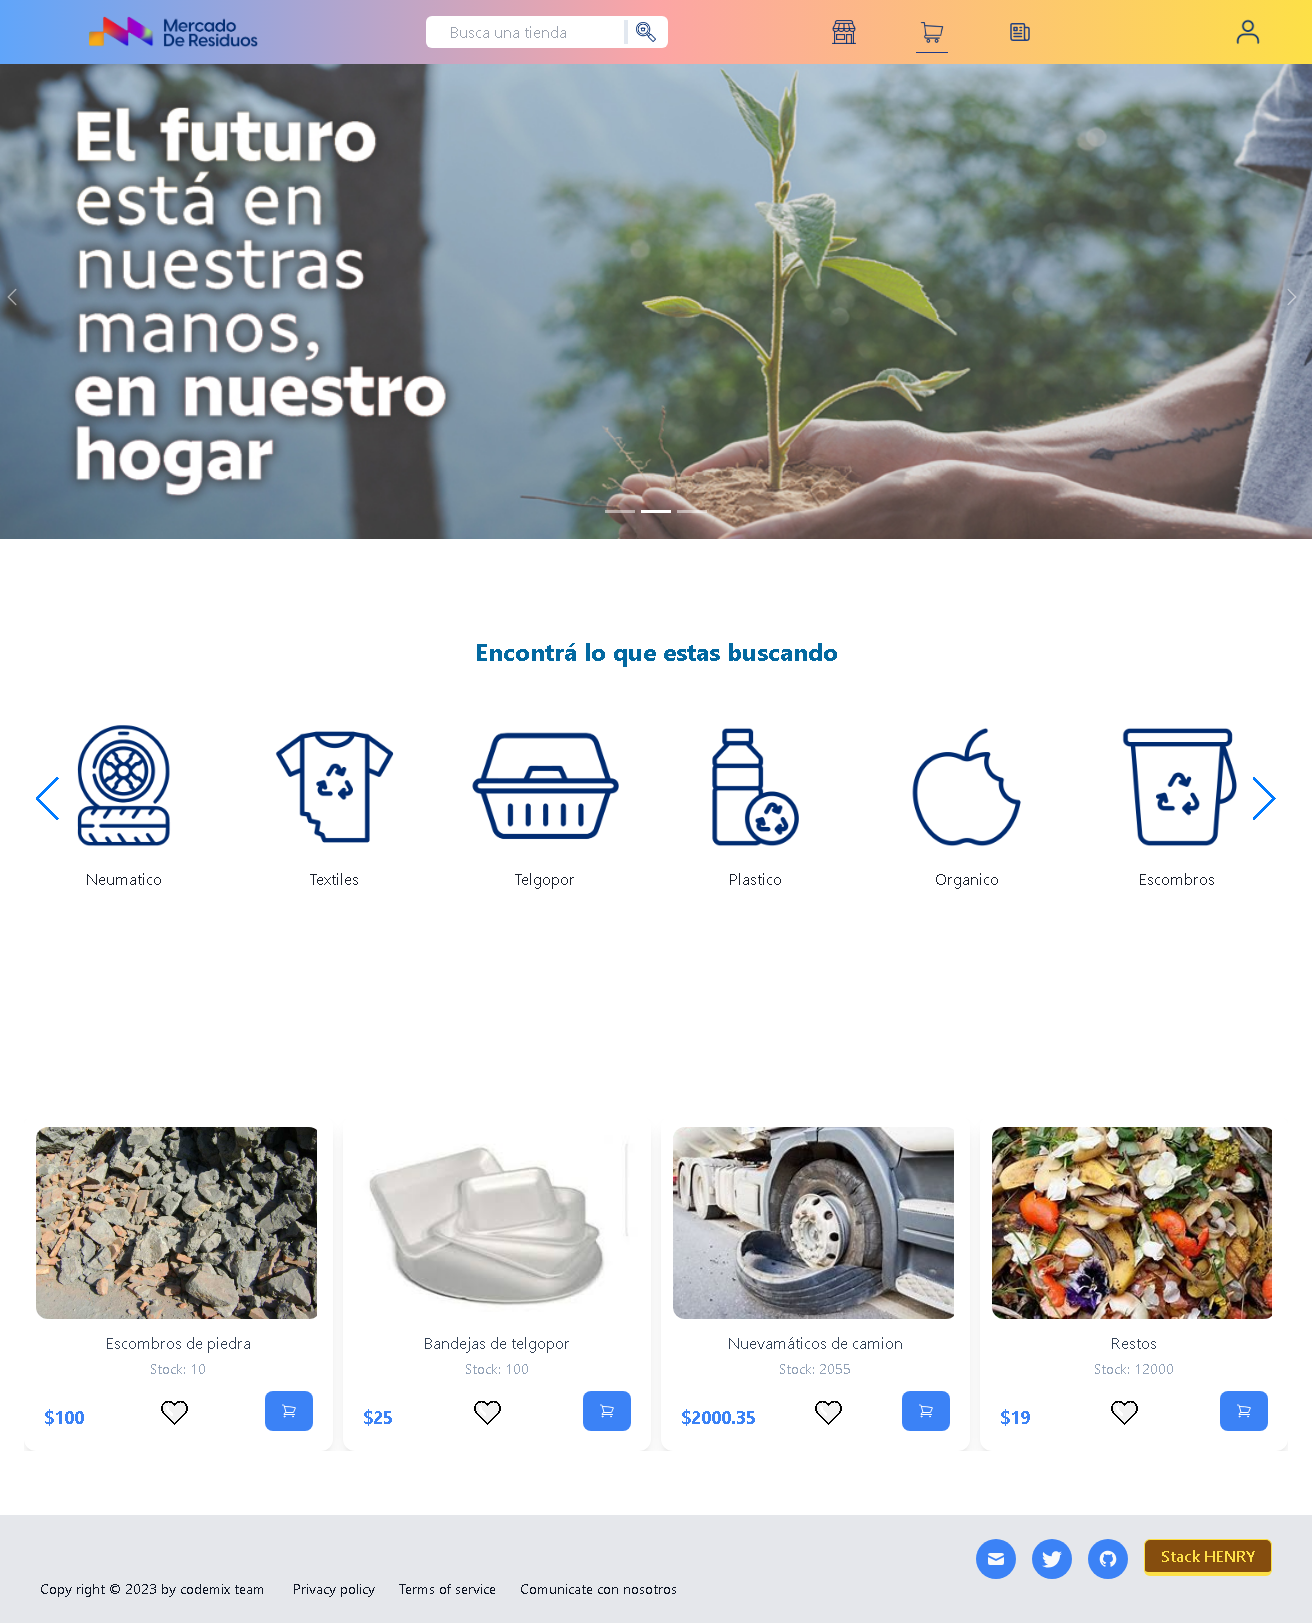 Mercado
De Residuos
Busca una tienda
El futuro
está en
nuestras
manos,
en nuestro
hogar
Encontrá lo que estas buscando
Neumatico
Textiles
Telgopor
Plastico
Organico
Escombros
Escombros de piedra
Stock: 10
$100
Bandejas de telgopor
Stock: 100
$25
Nuevamáticos de camion
Stock: 2055
$2000.35
Restos
Stock: 12000
$19
Stack HENRY
Copy right © 2023 by codemix team
Privacy policy
Terms of service
Comunicate con nosotros